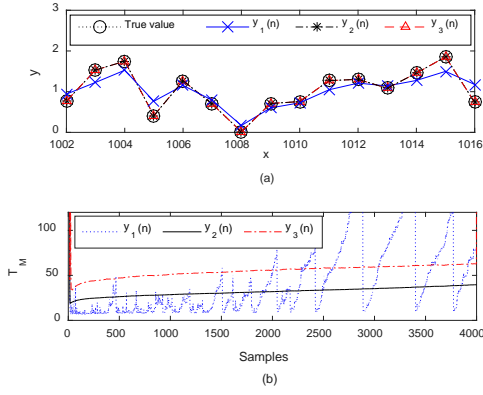 3
2
1
0
y
True value y1(n) y2(n) y3(n)
1002 1004 1006 1008 1010 1012 1014 1016
x
(a)
100
50
0
TM
y1(n) y2(n) y3(n)
0 500 1000 1500 2000 2500 3000 3500 4000
Samples
(b)